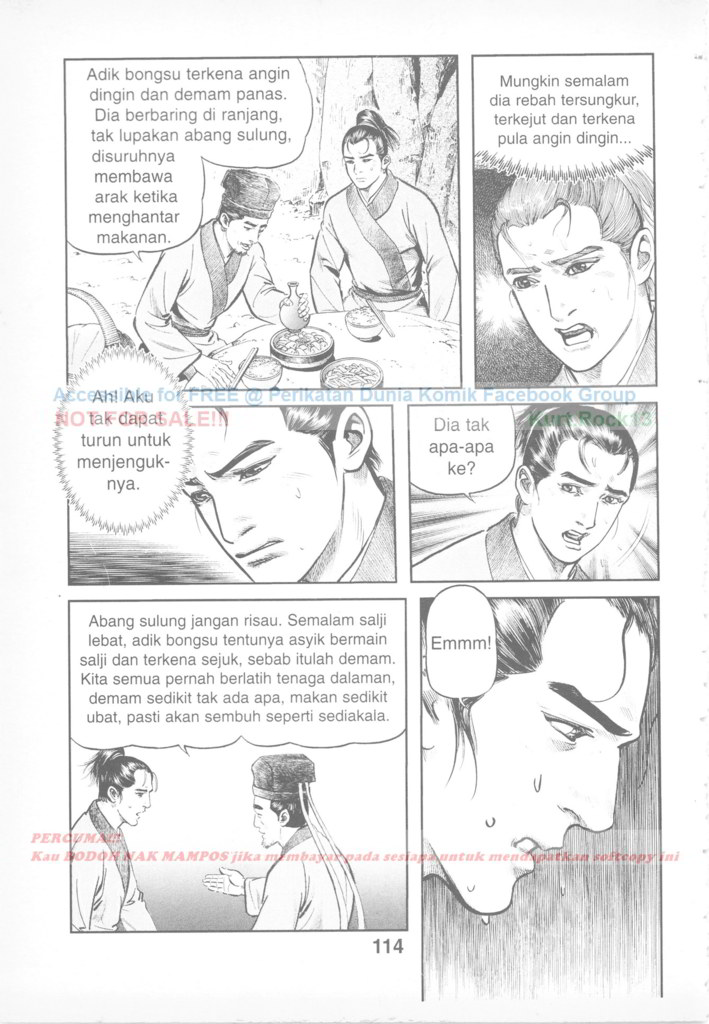 Adik bongsu terkena angin
dingin dan demam panas.
Dia berbaring di ranjang,
tak lupakan abang sulung,
disuruhnya
membawa
arak ketika
menghantar
makanan.
Mungkin semalam
dia rebah tersungkur,
terkejut dan terkena
pula angin dingin...
Accessible for FREE @ Perikatan Dunia Komik Facebook Group
NOT FOR SALE!!!
Kurt Rock13
Ah! Aku
tak dapat
turun untuk
menjenguk-
nya.
Dia tak
apa-apa
ke?
Abang sulung jangan risau. Semalam salji
lebat, adik bongsu tentunya asyik bermain
salji dan terkena sejuk, sebab itulah demam.
Kita semua pernah berlatih tenaga dalaman,
demam sedikit tak ada apa, makan sedikit
ubat, pasti akan sembuh seperti sediakala.
Emmm!
PERCUMA!!!
Kau BODOH NAK MAMPOS jika membayar pada sesiapa untuk mendapatkan softcopy ini
114